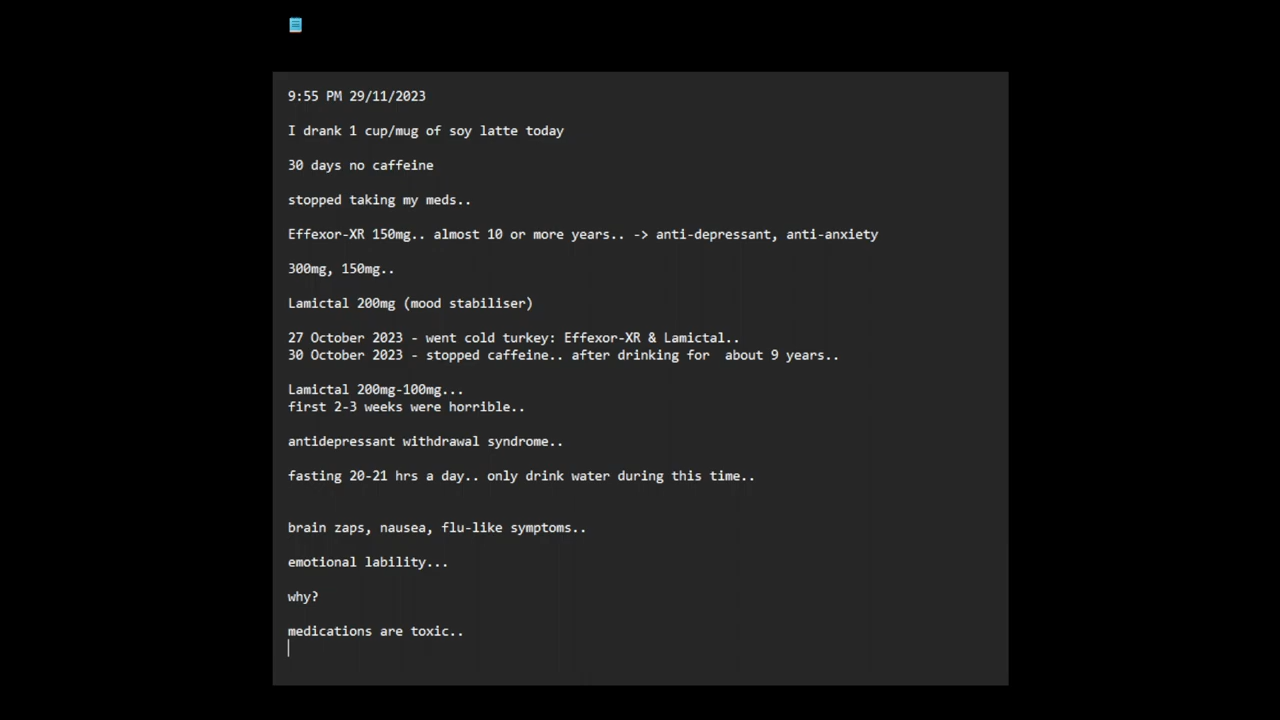 9:55 PM 29/11/2023
I drank 1 cup/mug of soy latte today
30 days no caffeine
stopped taking my meds..
Effexor-XR 150mg.. almost 10 or more years.. -> anti-depressant, anti-anxiety
300mg, 150mg..
Lamictal 200mg (mood stabiliser)
27 October 2023 - went cold turkey: Effexor-XR & Lamictal..
30 October 2023 - stopped caffeine.. after drinking for  about 9 years..
Lamictal 200mg-100mg...
first 2-3 weeks were horrible..
antidepressant withdrawal syndrome..
fasting 20-21 hrs a day.. only drink water during this time..
brain zaps, nausea, flu-like symptoms..
emotional lability...
why?
medications are toxic..